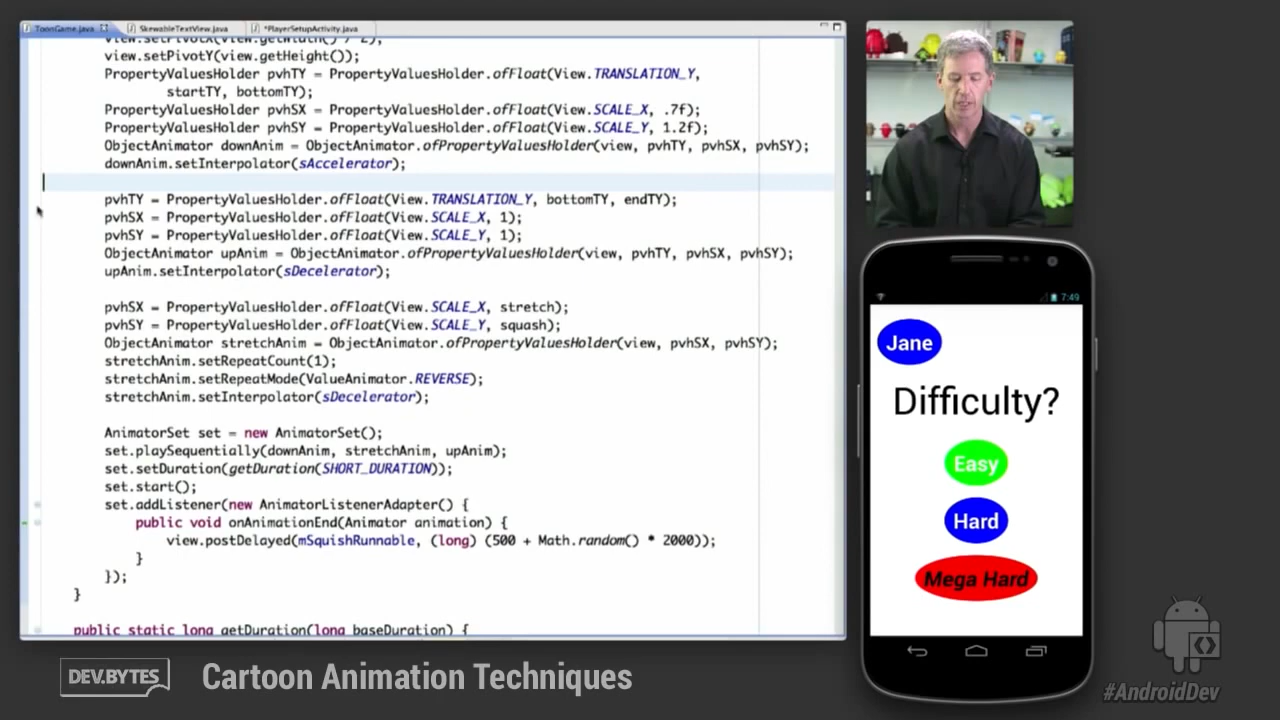 ToonGame.java
SkewableTextView.java
*PlayerSetupActivity.java
view.setPivotX(view.getWidth() / 2);
view.setPivotY(view.getHeight());
PropertyValuesHolder pvhTY = PropertyValuesHolder.ofFloat(View.TRANSLATION_Y,
startTY, bottomTY);
PropertyValuesHolder pvhSX = PropertyValuesHolder.ofFloat(View.SCALE_X, .7f);
PropertyValuesHolder pvhSY = PropertyValuesHolder.ofFloat(View.SCALE_Y, 1.2f);
ObjectAnimator downAnim = ObjectAnimator.ofPropertyValuesHolder(view, pvhTY, pvhSX, pvhSY);
downAnim.setInterpolator(sAccelerator);
pvhTY = PropertyValuesHolder.ofFloat(View.TRANSLATION_Y, bottomTY, endTY);
pvhSX = PropertyValuesHolder.ofFloat(View.SCALE_X, 1);
pvhSY = PropertyValuesHolder.ofFloat(View.SCALE_Y, 1);
ObjectAnimator upAnim = ObjectAnimator.ofPropertyValuesHolder(view, pvhTY, pvhSX, pvhSY);
upAnim.setInterpolator(sDecelerator);
pvhSX = PropertyValuesHolder.ofFloat(View.SCALE_X, stretch);
pvhSY = PropertyValuesHolder.ofFloat(View.SCALE_Y, squash);
ObjectAnimator stretchAnim = ObjectAnimator.ofPropertyValuesHolder(view, pvhSX, pvhSY);
stretchAnim.setRepeatCount(1);
stretchAnim.setRepeatMode(ValueAnimator.REVERSE);
stretchAnim.setInterpolator(sDecelerator);
AnimatorSet set = new AnimatorSet();
set.playSequentially(downAnim, stretchAnim, upAnim);
set.setDuration(getDuration(SHORT_DURATION));
set.start();
set.addListener(new AnimatorListenerAdapter() {
public void onAnimationEnd(Animator animation) {
view.postDelayed(mSquishRunnable, (long) (500 + Math.random() * 2000));
}
});
}
public static long getDuration(long baseDuration) {
7:49
Jane
Difficulty?
Easy
Hard
Mega Hard
DEV.BYTES
Cartoon Animation Techniques
#AndroidDev